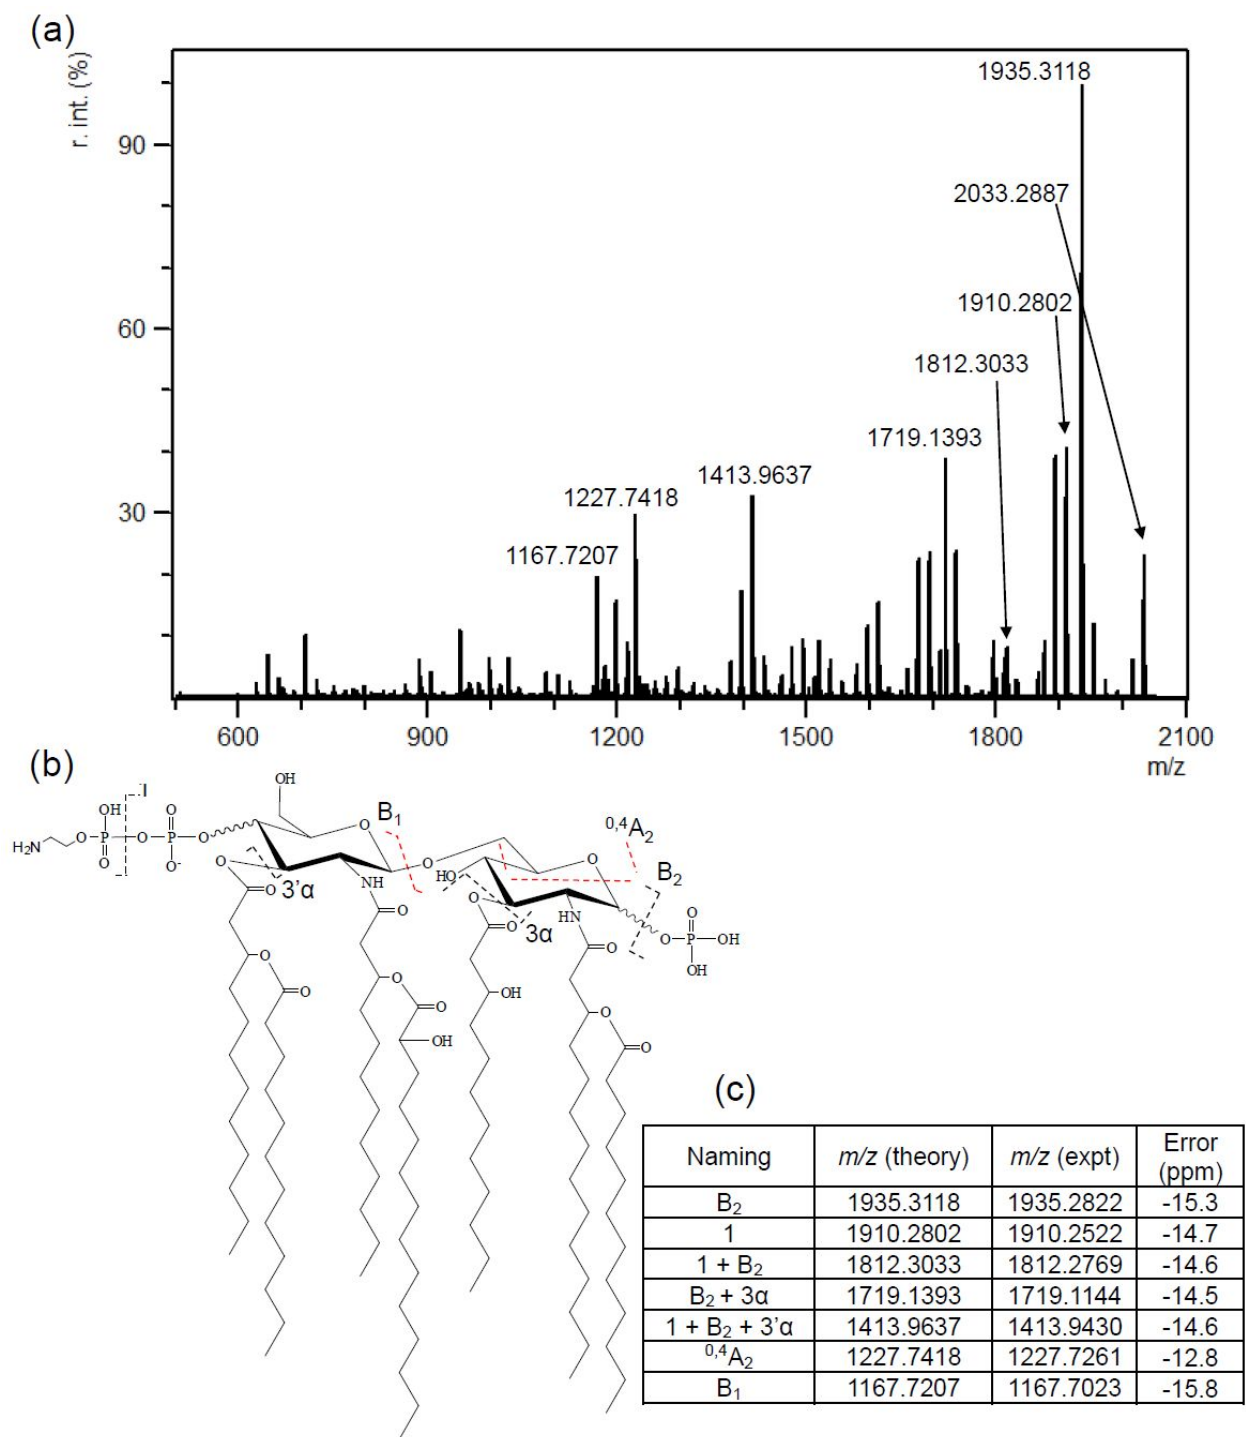 (a)
r. int. (%)
1935.3118
90
2033.2887
1910.2802
60
1812.3033
1719.1393
1413.9637
1227.7418
30
1167.7207
600 900 1200 1500 1800 2100
m/z
(b)
OH
1
OH O
B1 0,4A2
H2N O P O P O O O
O O-
B2
O NH O HO O
3'α O O O HN O O P OH
3α O OH
O O OH O
O O O
OH O
(c)
Naming m/z (theory) m/z (expt) Error (ppm)
B2 1935.3118 1935.2822 -15.3
1 1910.2802 1910.2522 -14.7
1 + B2 1812.3033 1812.2769 -14.6
B2 + 3α 1719.1393 1719.1144 -14.5
1 + B2 + 3'α 1413.9637 1413.9430 -14.6
0,4A2 1227.7418 1227.7261 -12.8
B1 1167.7207 1167.7023 -15.8